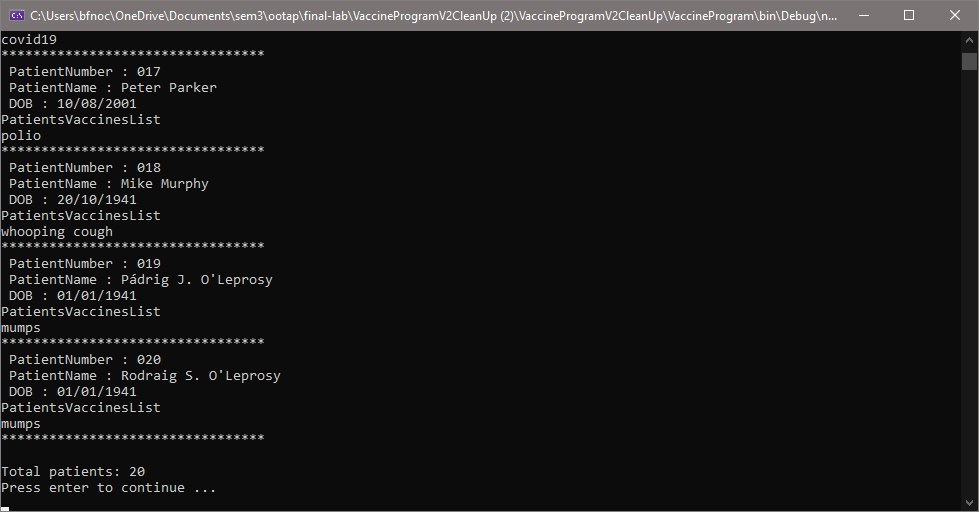 C:\Users\bfnoc\OneDrive\Documents\sem3\ootap\final-lab\VaccineProgramV2CleanUp (2)\VaccineProgramV2CleanUp\VaccineProgram\bin\Debug\n...
covid19
*********************************
 PatientNumber : 017
 PatientName : Peter Parker
 DOB : 10/08/2001
PatientsVaccinesList
polio
*********************************
 PatientNumber : 018
 PatientName : Mike Murphy
 DOB : 20/10/1941
PatientsVaccinesList
whooping cough
*********************************
 PatientNumber : 019
 PatientName : Pádrig J. O'Leprosy
 DOB : 01/01/1941
PatientsVaccinesList
mumps
*********************************
 PatientNumber : 020
 PatientName : Rodraig S. O'Leprosy
 DOB : 01/01/1941
PatientsVaccinesList
mumps
*********************************
Total patients: 20
Press enter to continue ...